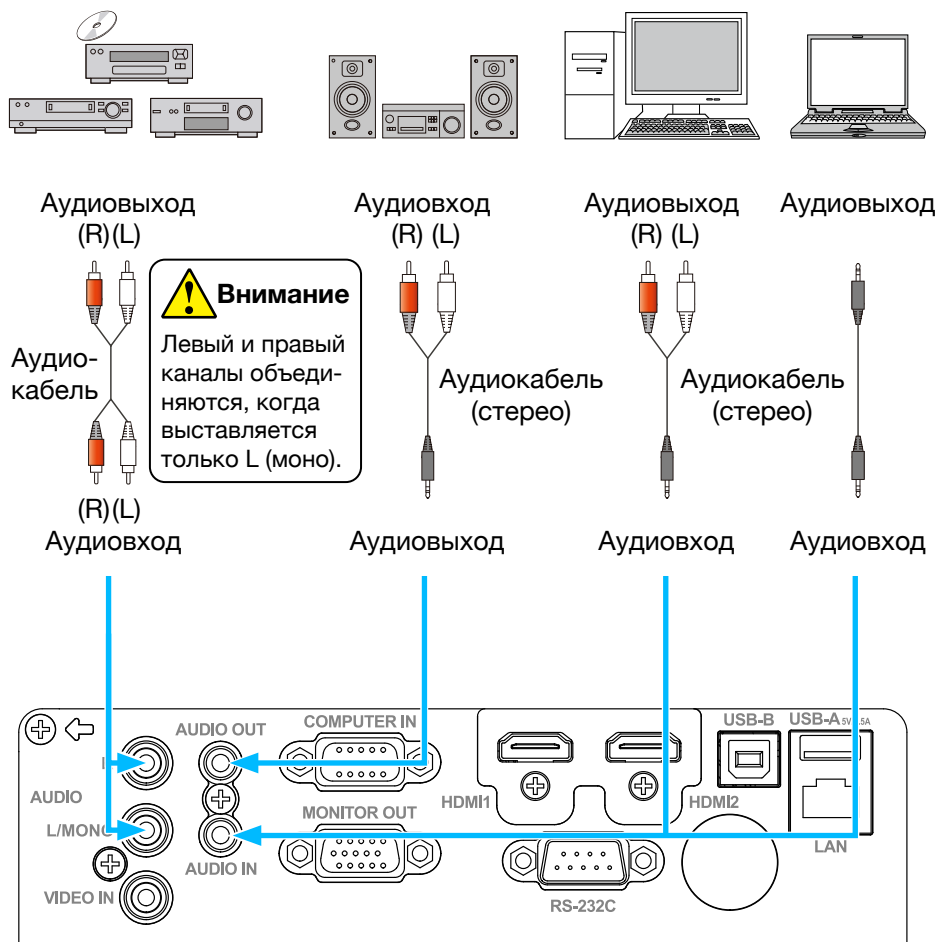 Аудиовыход
(R)(L)
Аудиовход
(R) (L)
Аудиовыход
(R) (L)
Аудиовыход
Внимание
Левый и правый
каналы объеди-
няются, когда
выставляется
только L (моно).
Аудио-
кабель
Аудиокабель
(стерео)
Аудиокабель
(стерео)
(R)(L)
Аудиовход
Аудиовыход
Аудиовход
Аудиовход
AUDIO OUT
COMPUTER IN
USB-B
USB-A
AUDIO
HDMI1
HDMI2
L/MONO
MONITOR OUT
AUDIO IN
LAN
VIDEO IN
RS-232C